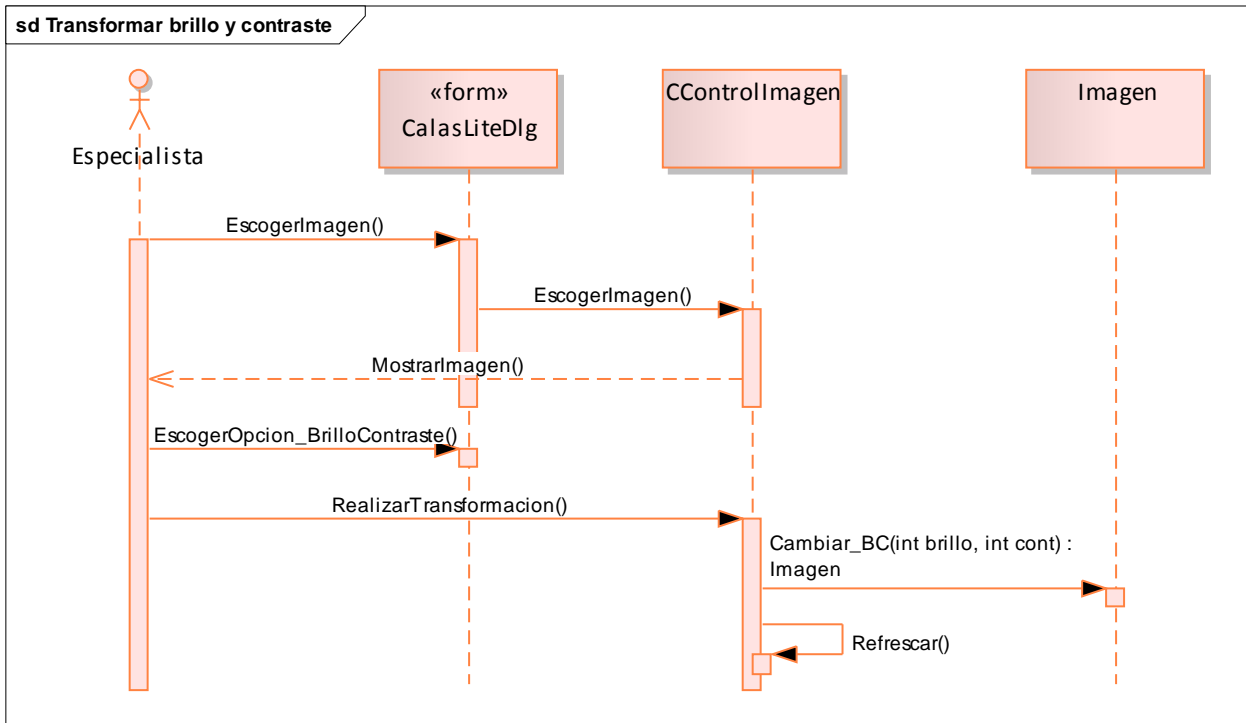 sd Transformar brillo y contraste
Especialista
«form»
CalasLiteDlg
CControlImagen
Imagen
EscogerImagen()
EscogerImagen()
MostrarImagen()
EscogerOpcion_BrilloContraste()
RealizarTransformacion()
Cambiar_BC(int brillo, int cont) :
Imagen
Refrescar()